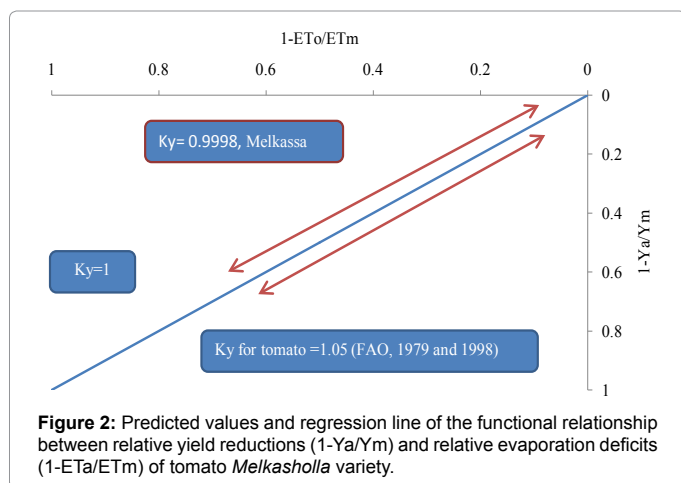 1-ETo/ETm
1 0.8 0.6 0.4 0.2 0
0
0.2
0.4
0.6
0.8
1
1-Ya/Ym
Ky= 0.9998, Melkassa
Ky=1
Ky for tomato =1.05 (FAO, 1979 and 1998)
Figure 2: Predicted values and regression line of the functional relationship
between relative yield reductions (1-Ya/Ym) and relative evaporation deficits
(1-ETa/ETm) of tomato Melkasholla variety.